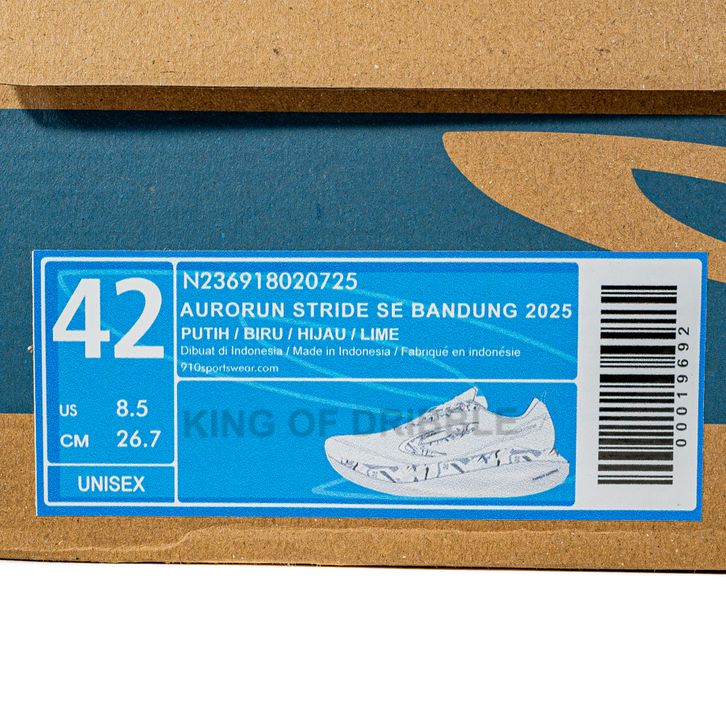 42
US 8.5
CM 26.7
UNISEX
N236918020725
AURORUN STRIDE SE BANDUNG 2025
PUTIH / BIRU / HIJAU / LIME
Dibuat di Indonesia / Made in Indonesia / Fabriqué en indonésie
910sportswear.com
KING OF DRIBBLE
00019692